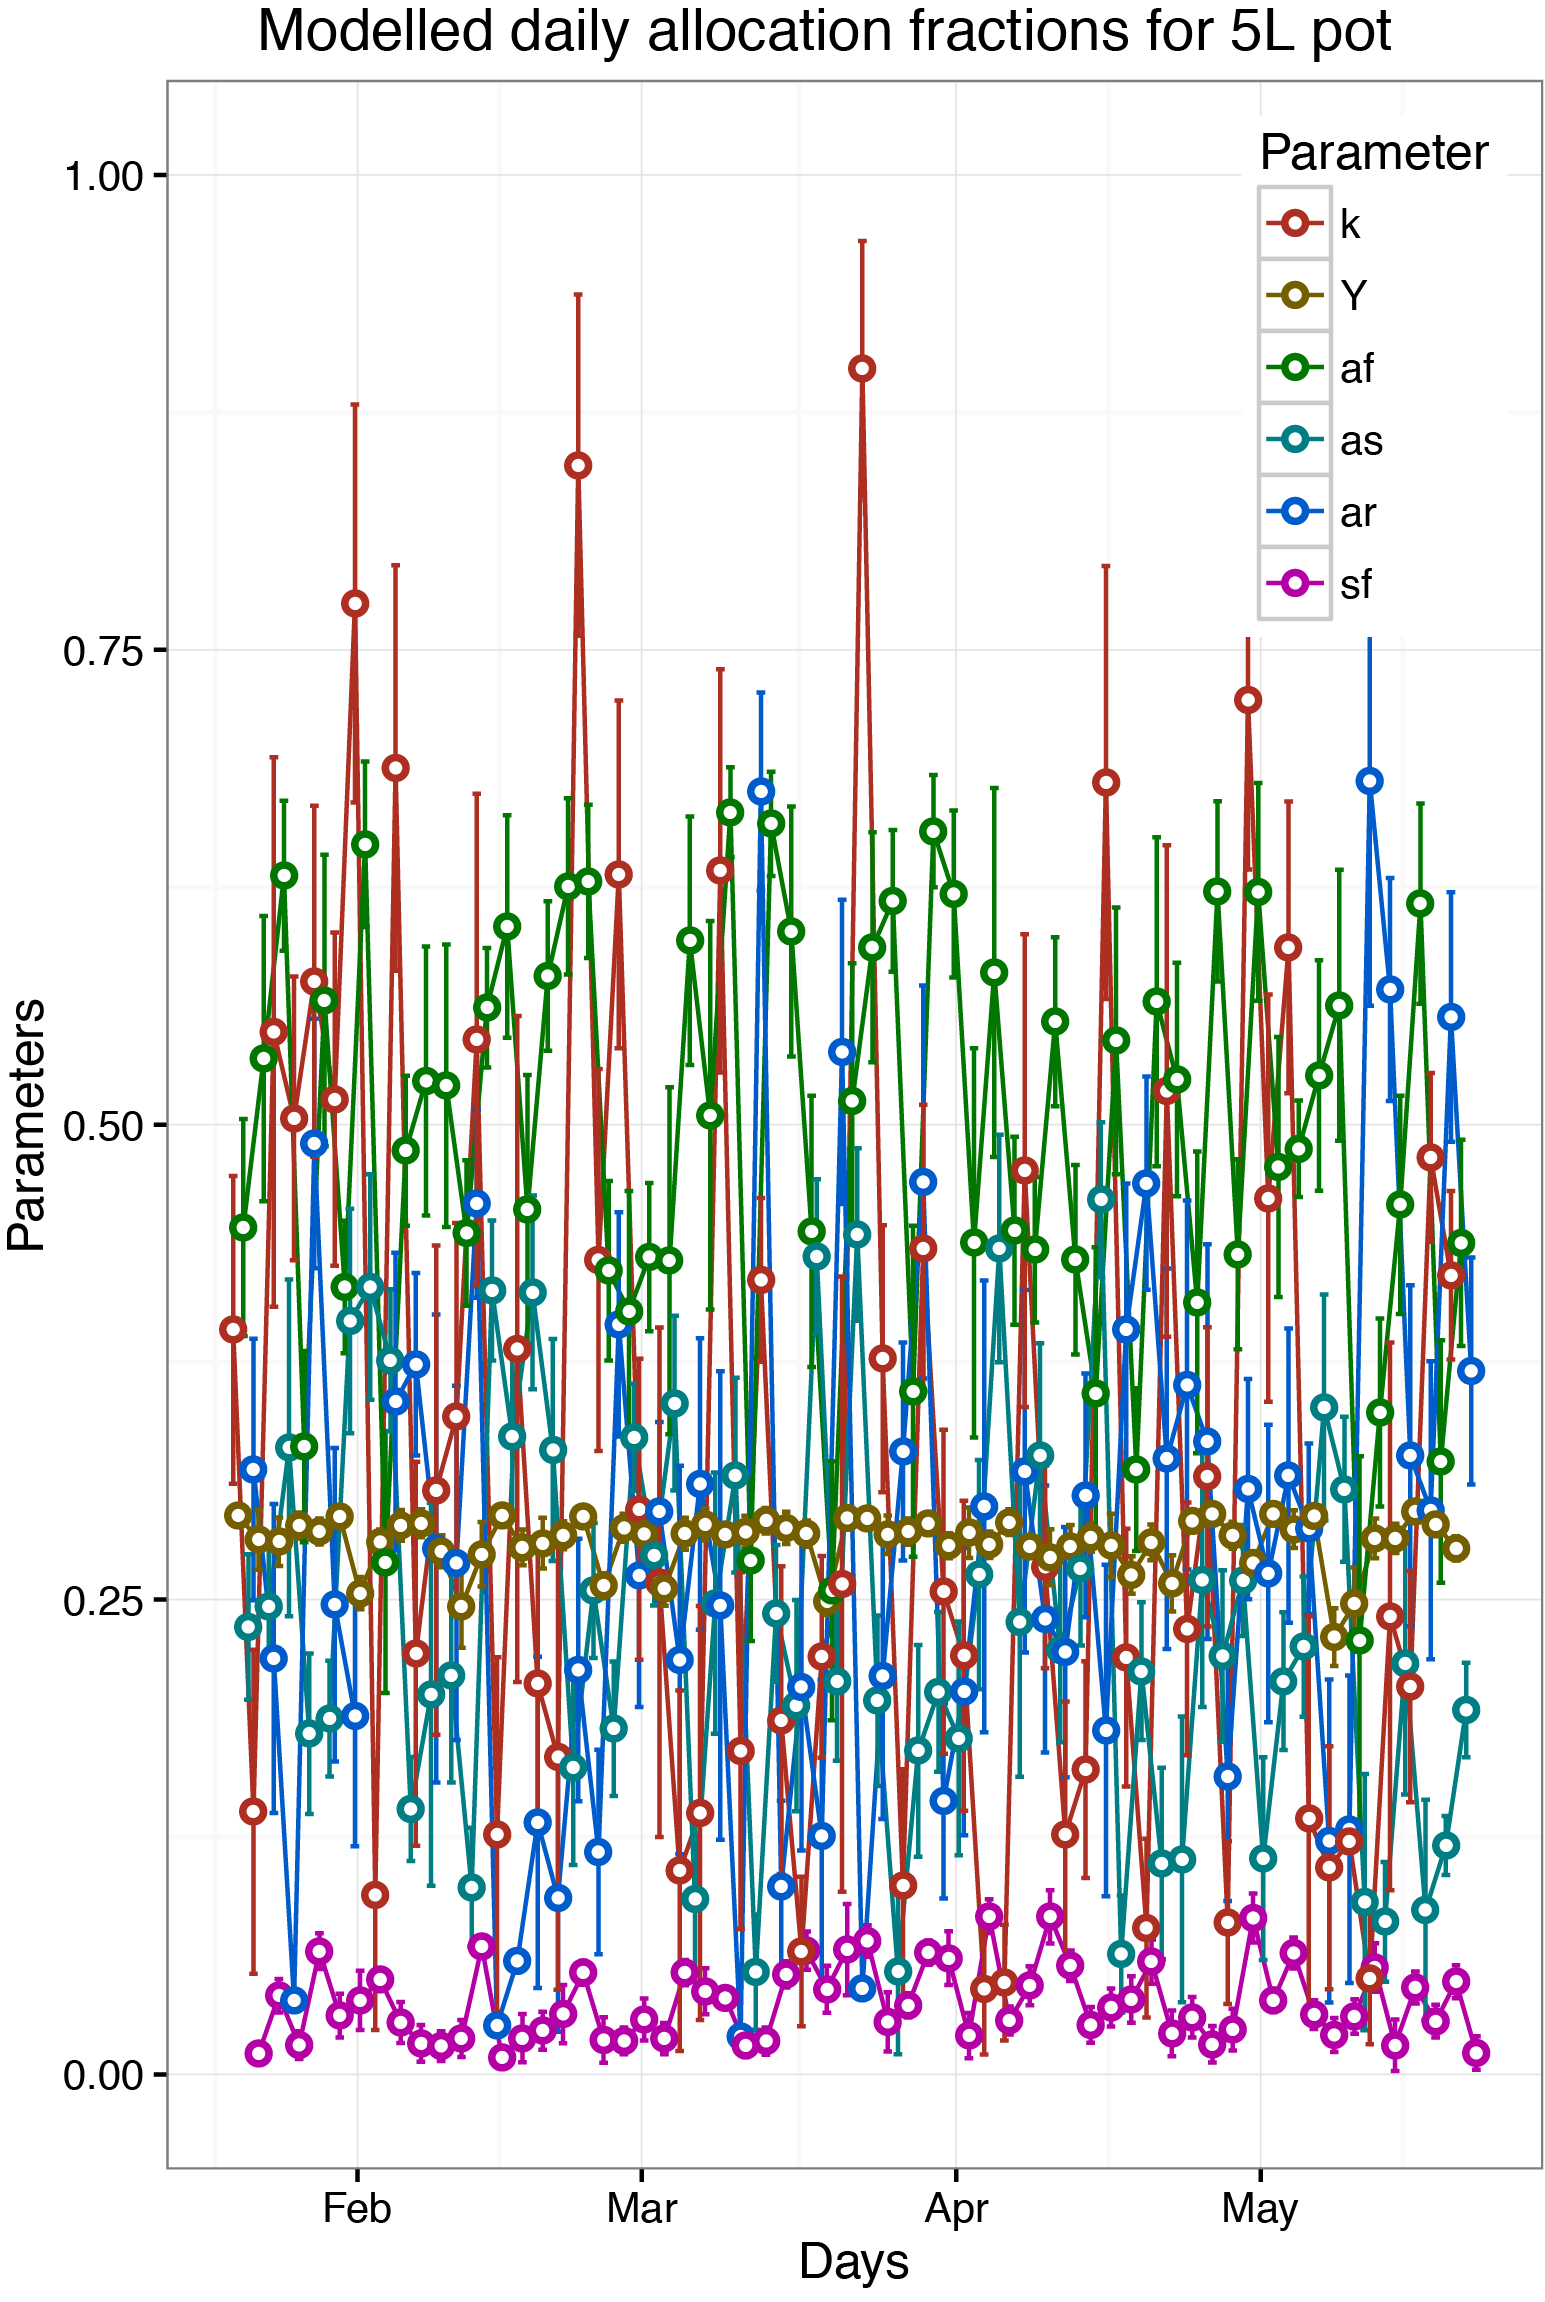 Modelled daily allocation fractions for 5L pot
Parameter
k
Y
af
as
ar
sf
1.00
0.75
0.50
0.25
0.00
Parameters
Feb Mar Apr May
Days